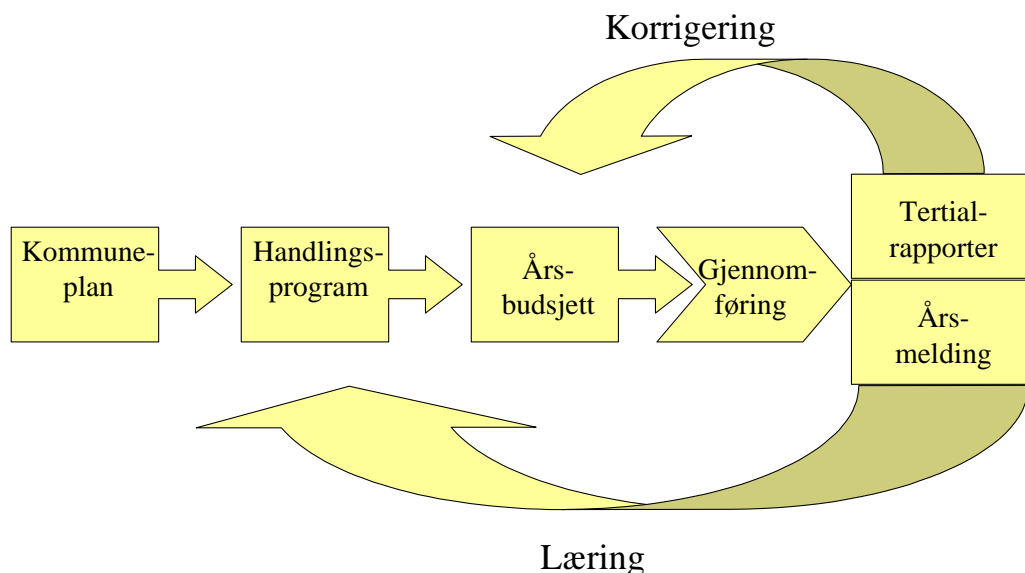 Korrigering
Kommune-
plan
Handlings-
program
Års-
budsjett
Gjennom-
føring
Tertial-
rapporter
Års-
melding
Læring